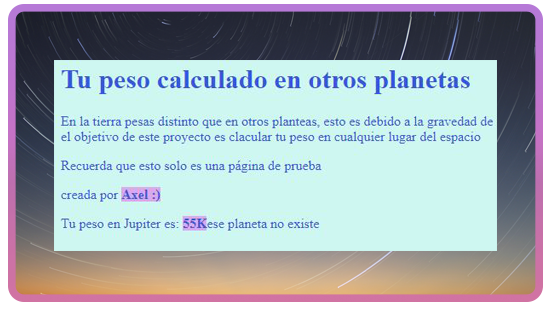 Tu peso calculado en otros planetas
En la tierra pesas distinto que en otros planteas, esto es debido a la gravedad de
el objetivo de este proyecto es clacular tu peso en cualquier lugar del espacio
Recuerda que esto solo es una página de prueba
creada por Axel :)
Tu peso en Jupiter es: 55Kese planeta no existe